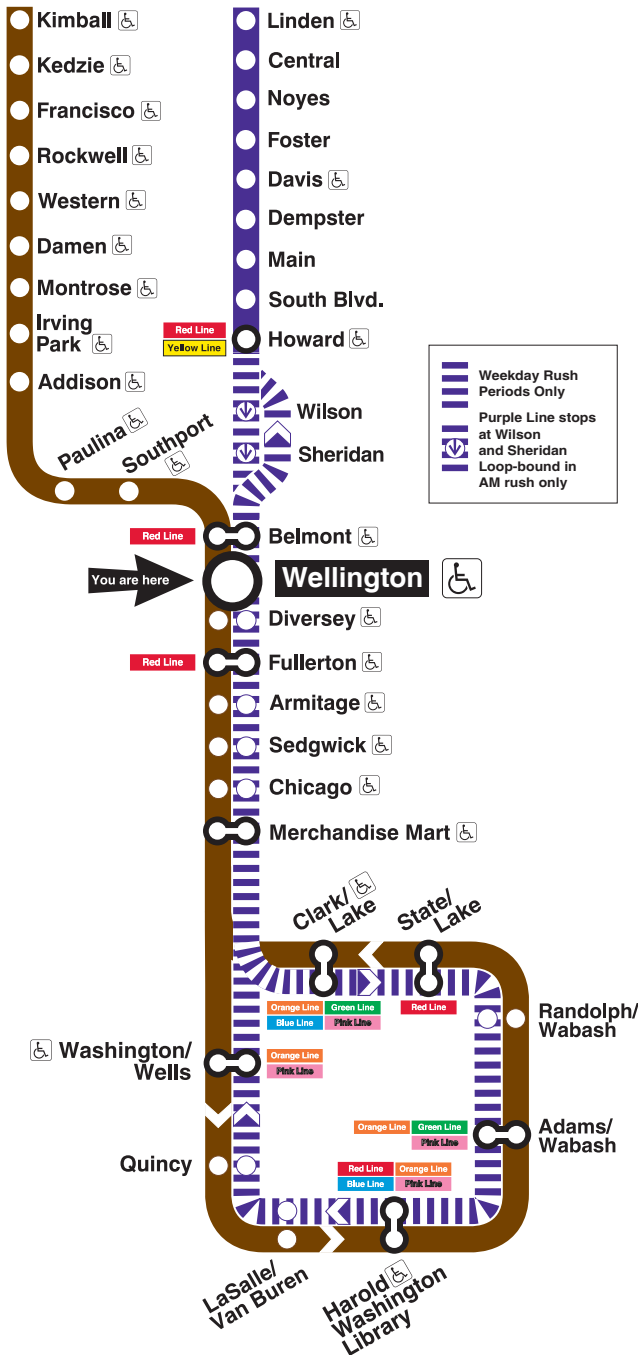 Kimball
Kedzie
Francisco
Rockwell
Western
Damen
Montrose
Irving
Park
Addison
Paulina
Southport
Linden
Central
Noyes
Foster
Davis
Dempster
Main
South Blvd.
Red Line
Yellow Line
Howard
Wilson
Sheridan
Weekday Rush
Periods Only
Purple Line stops
at Wilson
and Sheridan
Loop-bound in
AM rush only
Red Line
Belmont
You are here
Wellington
Diversey
Red Line
Fullerton
Armitage
Sedgwick
Chicago
Merchandise Mart
Clark/
Lake
State/
Lake
Orange Line
Green Line
Blue Line
Pink Line
Red Line
Randolph/
Wabash
Washington/
Wells
Orange Line
Pink Line
Orange Line
Green Line
Pink Line
Adams/
Wabash
Quincy
Red Line
Orange Line
Blue Line
Pink Line
LaSalle/
Van Buren
Harold
Washington
Library